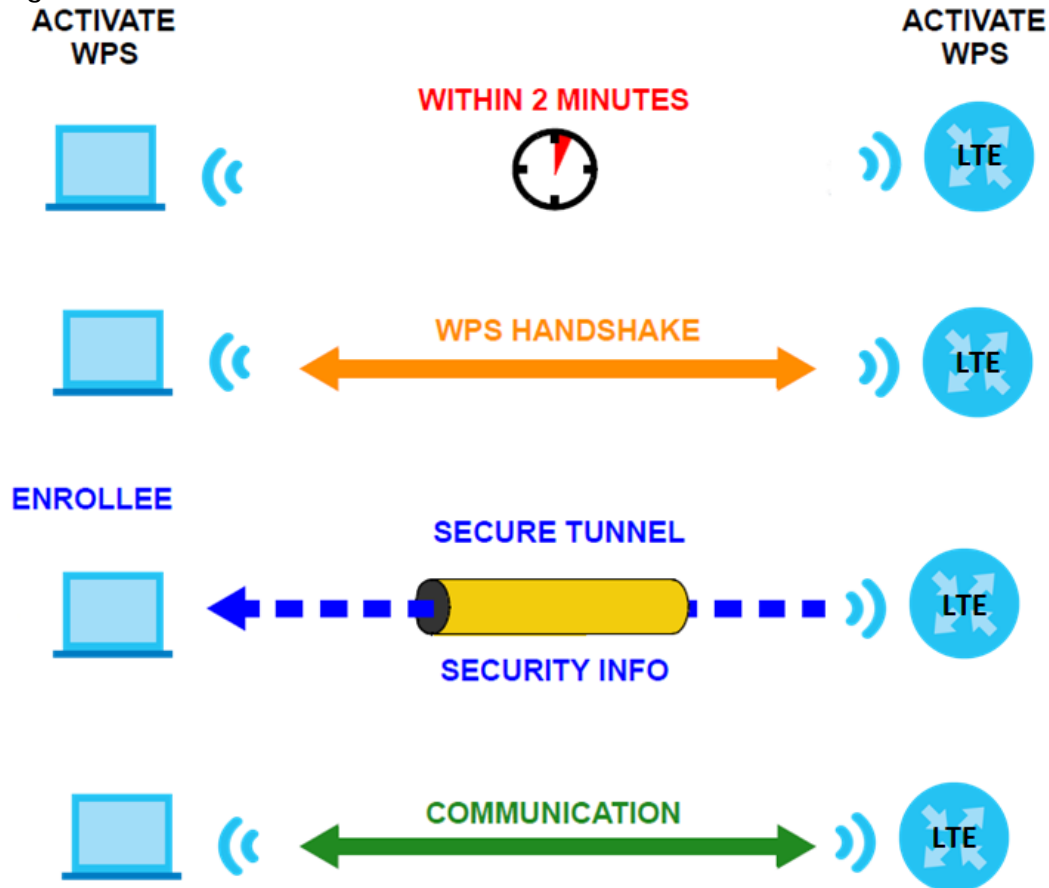 ACTIVATE
WPS
ACTIVATE
WPS
WITHIN 2 MINUTES
LTE
WPS HANDSHAKE
LTE
ENROLLEE
SECURE TUNNEL
LTE
SECURITY INFO
COMMUNICATION
LTE